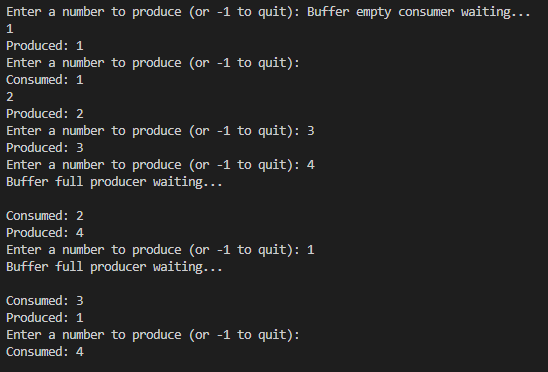 Enter a number to produce (or -1 to quit): Buffer empty consumer waiting...
1
Produced: 1
Enter a number to produce (or -1 to quit):
Consumed: 1
2
Produced: 2
Enter a number to produce (or -1 to quit): 3
Produced: 3
Enter a number to produce (or -1 to quit): 4
Buffer full producer waiting...

Consumed: 2
Produced: 4
Enter a number to produce (or -1 to quit): 1
Buffer full producer waiting...

Consumed: 3
Produced: 1
Enter a number to produce (or -1 to quit):
Consumed: 4